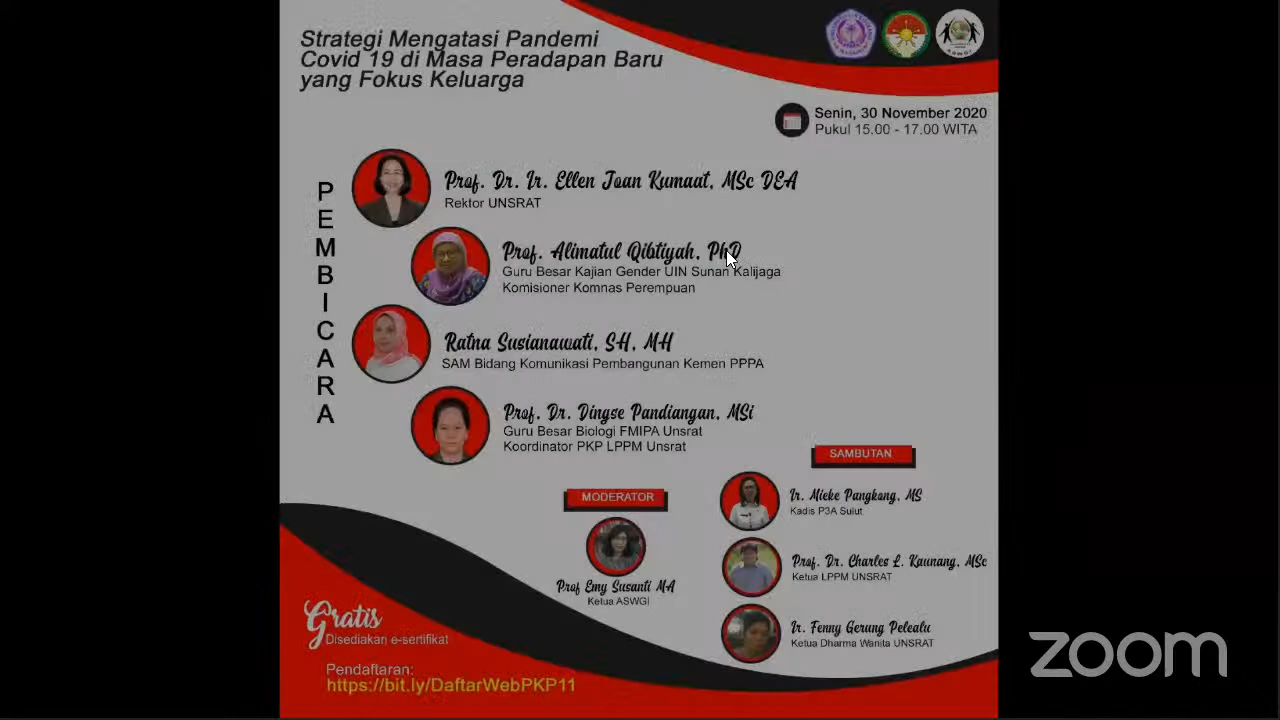 Strategi Mengatasi Pandemi
Covid 19 di Masa Peradapan Baru
yang Fokus Keluarga
Senin, 30 November 2020
Pukul 15.00 - 17.00 WITA
PEMBICARA
Prof. Dr. Ir. Ellen Joan Kumaat, MSc DEA
Rektor UNSRAT
Prof. Alimatul Qibtiyah, PhD
Guru Besar Kajian Gender UIN Sunan Kalijaga
Komisioner Komnas Perempuan
Ratna Susianawati, SH, MH
SAM Bidang Komunikasi Pembangunan Kemen PPPA
Prof. Dr. Dingse Pandiangan, MSi
Guru Besar Biologi FMIPA Unsrat
Koordinator PKP LPPM Unsrat
MODERATOR
Prof Emy Susanti MA
Ketua ASWGI
SAMBUTAN
Ir. Mieke Pangkong, MS
Kadis P3A Sulut
Prof. Dr. Charles L. Kaunang, MSc
Ketua LPPM UNSRAT
Ir. Fenny Gerung Pelealu
Ketua Dharma Wanita UNSRAT
Gratis
Disediakan e-sertifikat
Pendaftaran:
https://bit.ly/DaftarWebPKP11
zoom